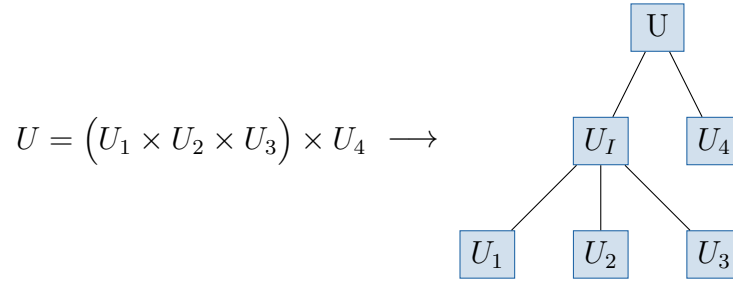 U
U = (U₁ × U₂ × U₃) × U₄ ⟶
U_I U₄
U₁ U₂ U₃